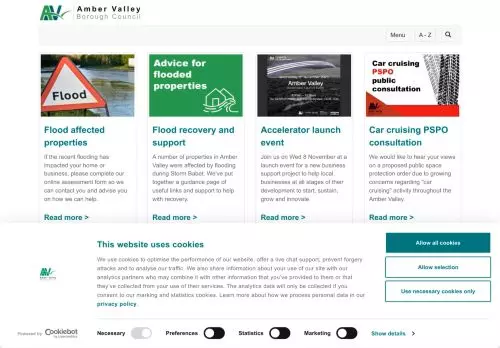 Amber Valley
Borough Council
Menu
A - Z
Flood
Flood affected properties
If the recent flooding has
impacted your home or
business, please complete our
online assessment form so we
can contact you and advise you
on how we can help.
Read more >
Advice for
flooded
properties
Flood recovery and
support
A number of properties in Amber
Valley were affected by flooding
during Storm Babet. We've put
together a guidance page of
useful links and support to help
with recovery.
Read more >
Amber Valley
Accelerator launch
event
Join us on Wed 8 November at a
launch event for a new business
support project to help local
businesses at all stages of their
development to start, sustain,
grow and innovate.
Read more >
Car cruising
PSPO
public
consultation
Car cruising PSPO
consultation
We would like to hear your views
on a proposed public space
protection order due to growing
concerns regarding "car
cruising" activity throughout the
Amber Valley.
Read more >
This website uses cookies
We use cookies to optimise the performance of our website, offer a live chat-support, prevent forgery
attacks and to analyse our traffic. We also share information about your use of our site with our
analytics partners who may combine it with other information that you've provided to them or that
they've collected from your use of their services. The analytics data will only be collected if you
consent to our marketing and statistics cookies. Learn more about how we process personal data in our
privacy policy.
Allow all cookies
Allow selection
Use necessary cookies only
Powered by
Cookiebot
by Usercentrics
Necessary
Preferences
Statistics
Marketing
Show details